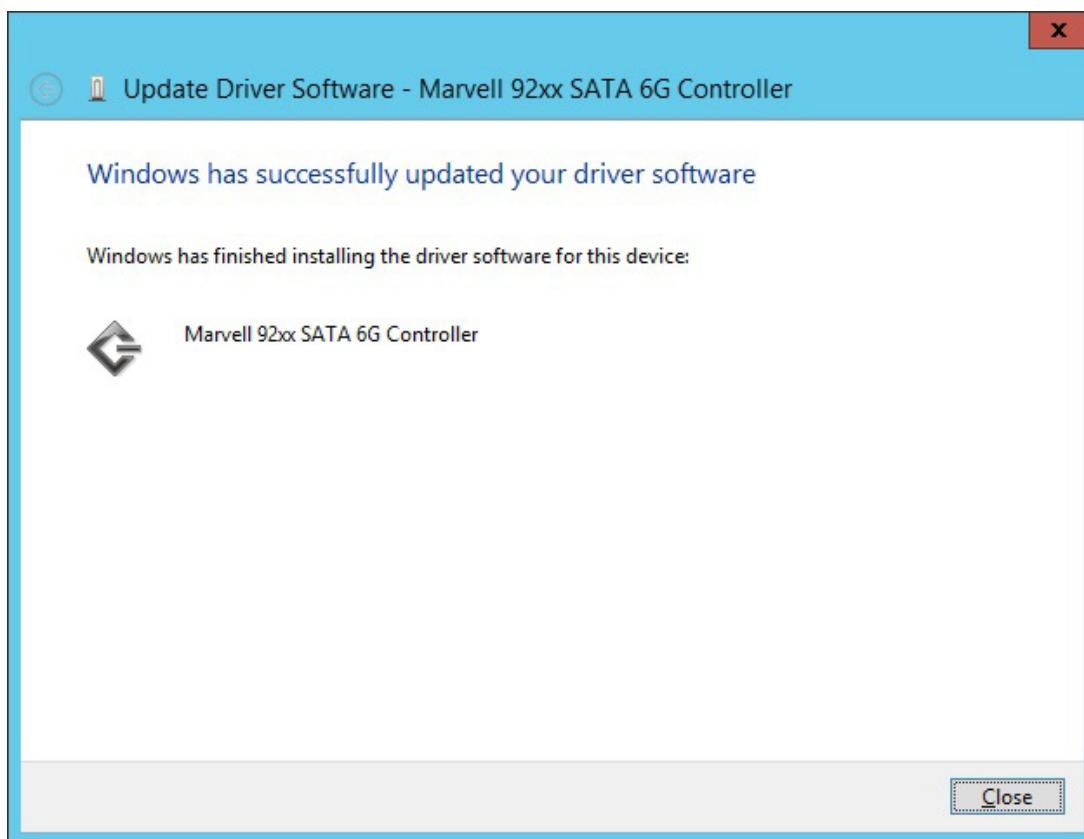 x
Update Driver Software - Marvell 92xx SATA 6G Controller
Windows has successfully updated your driver software
Windows has finished installing the driver software for this device:
Marvell 92xx SATA 6G Controller
Close